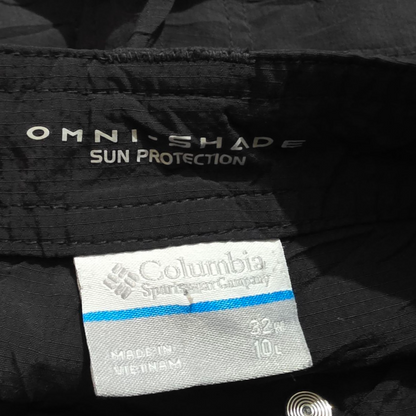 OMNI-SHADE
SUN PROTECTION
Columbia
Sportswear Company
32W
10L
MADE IN
VIETNAM